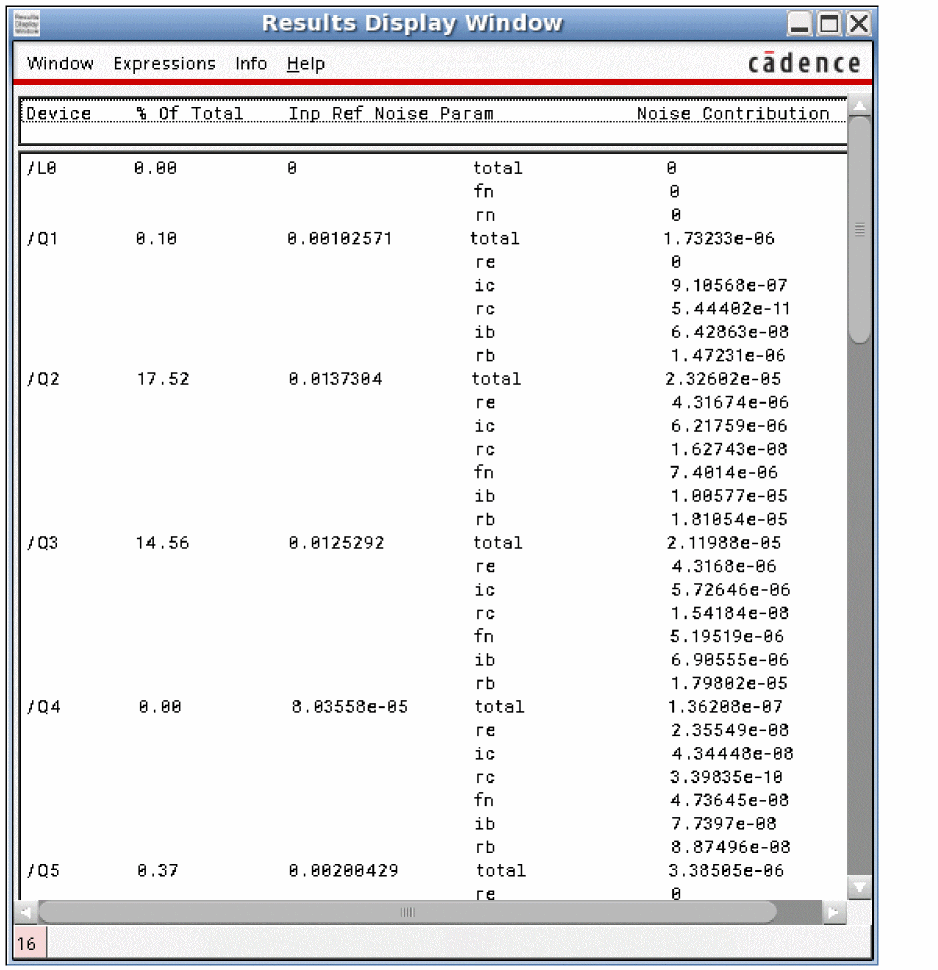 Results Display Window
Window Expressions Info Help cādence
Device % Of Total Inp Ref Noise Param Noise Contribution
/L0 0.00 0 total 0
fn 0
rn 0
/Q1 0.10 0.00102571 total 1.73233e-06
re 0
ic 9.10568e-07
rc 5.44402e-11
ib 6.42863e-08
rb 1.47231e-06
/Q2 17.52 0.0137304 total 2.32602e-05
re 4.31674e-06
ic 6.21759e-06
rc 1.62743e-08
fn 7.4014e-06
ib 1.00577e-05
rb 1.81054e-05
/Q3 14.56 0.0125292 total 2.11988e-05
re 4.3168e-06
ic 5.72646e-06
rc 1.54184e-08
fn 5.19519e-06
ib 6.90555e-06
rb 1.79802e-05
/Q4 0.00 8.03558e-05 total 1.36208e-07
re 2.35549e-08
ic 4.34448e-08
rc 3.39835e-10
fn 4.73645e-08
ib 7.7397e-08
rb 8.87496e-08
/Q5 0.37 0.00200429 total 3.38505e-06
re 0
16